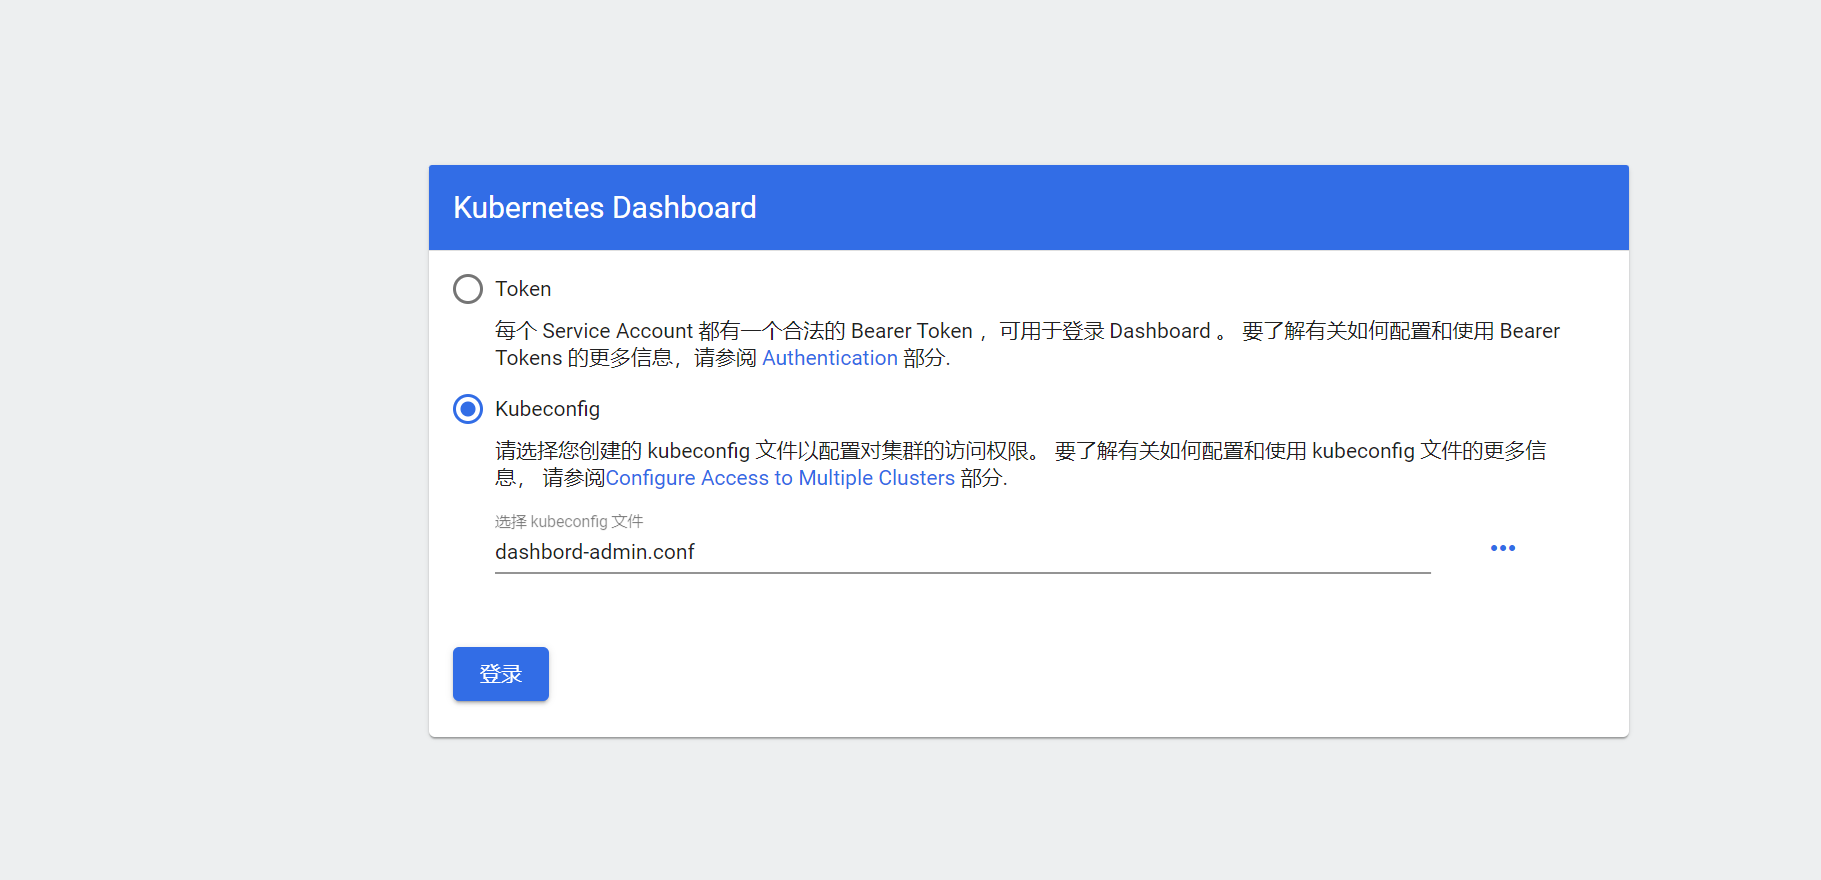 Kubernetes Dashboard
Token
每个 Service Account 都有一个合法的 Bearer Token ，可用于登录 Dashboard 。 要了解有关如何配置和使用 Bearer
Tokens 的更多信息，请参阅 Authentication 部分.
Kubeconfig
请选择您创建的 kubeconfig 文件以配置对集群的访问权限。 要了解有关如何配置和使用 kubeconfig 文件的更多信
息， 请参阅Configure Access to Multiple Clusters 部分.
选择 kubeconfig 文件
dashbord-admin.conf
登录